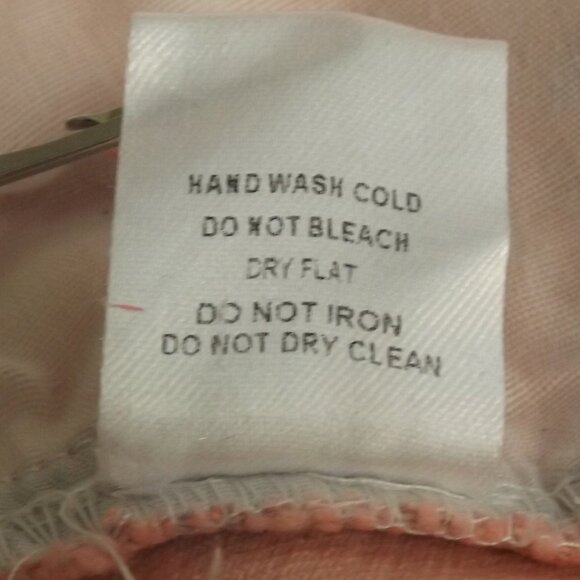 HAND WASH COLD
DO NOT BLEACH
DRY FLAT
DO NOT IRON
DO NOT DRY CLEAN